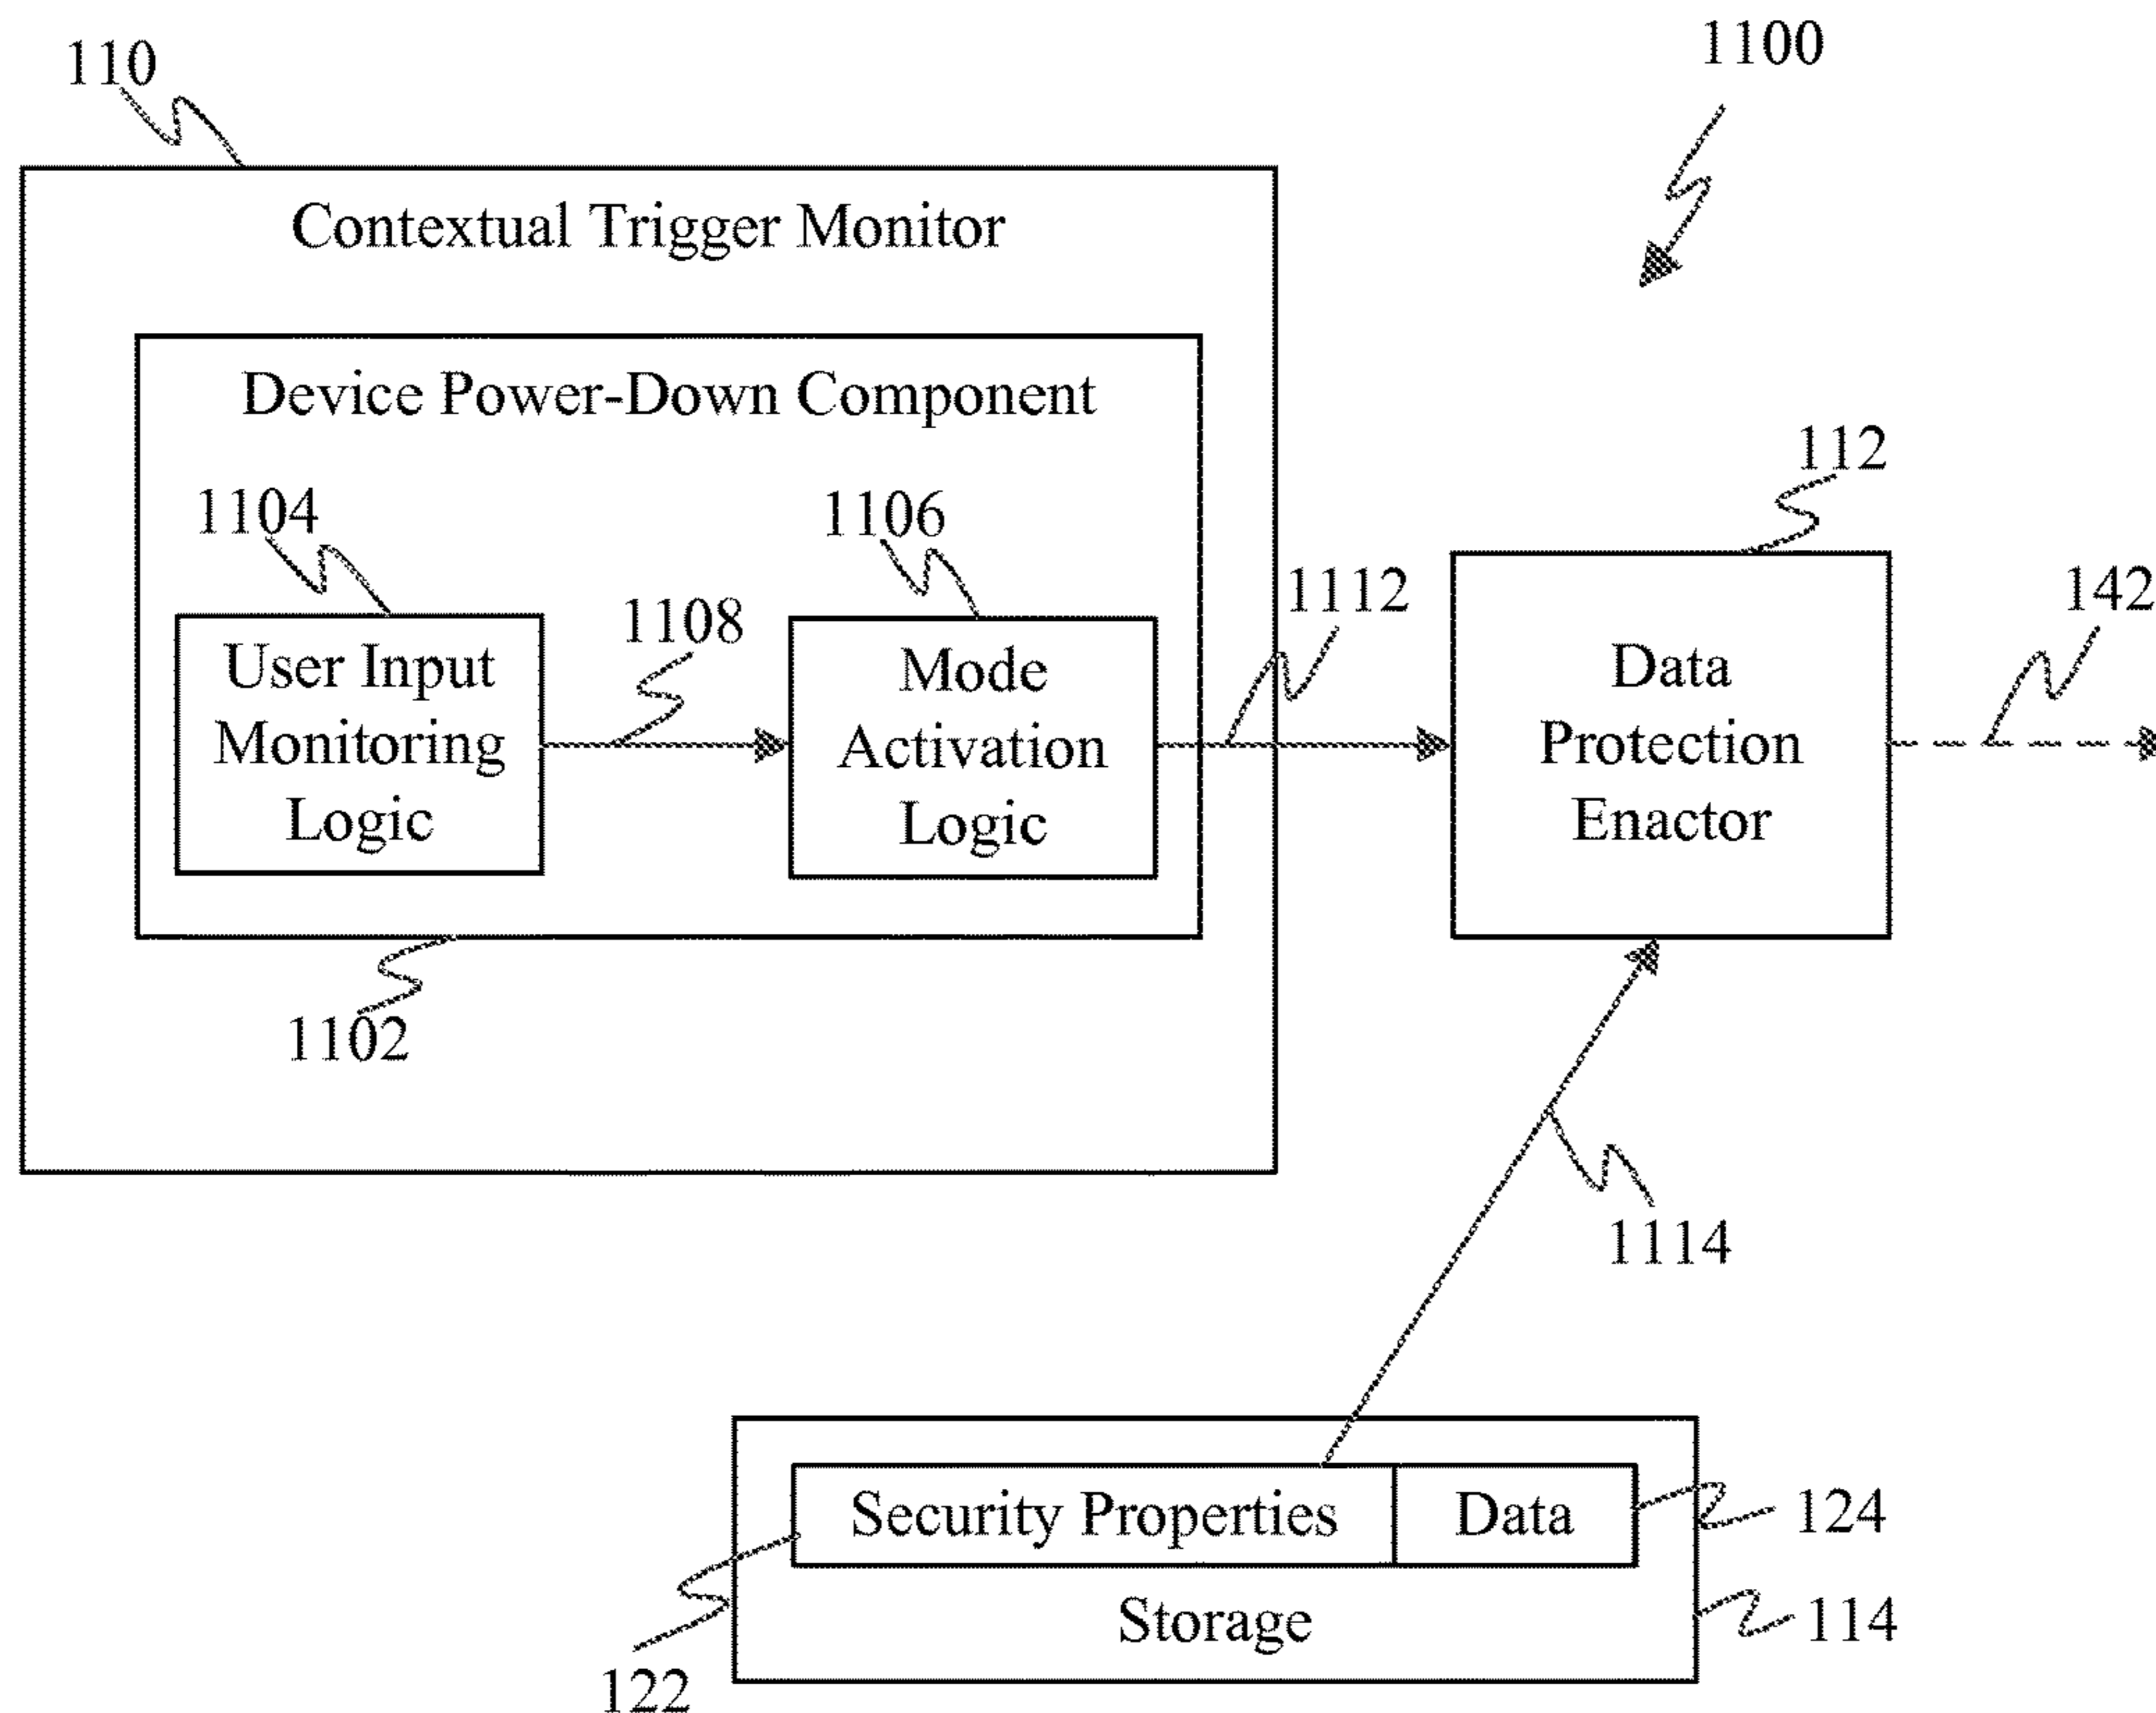 110
1100
Contextual Trigger Monitor
Device Power-Down Component
112
1104
1106
1112
142
1108
User Input
Monitoring
Logic
Mode
Activation
Logic
Data
Protection
Enactor
1102
1114
Security Properties
Data
124
Storage
114
122